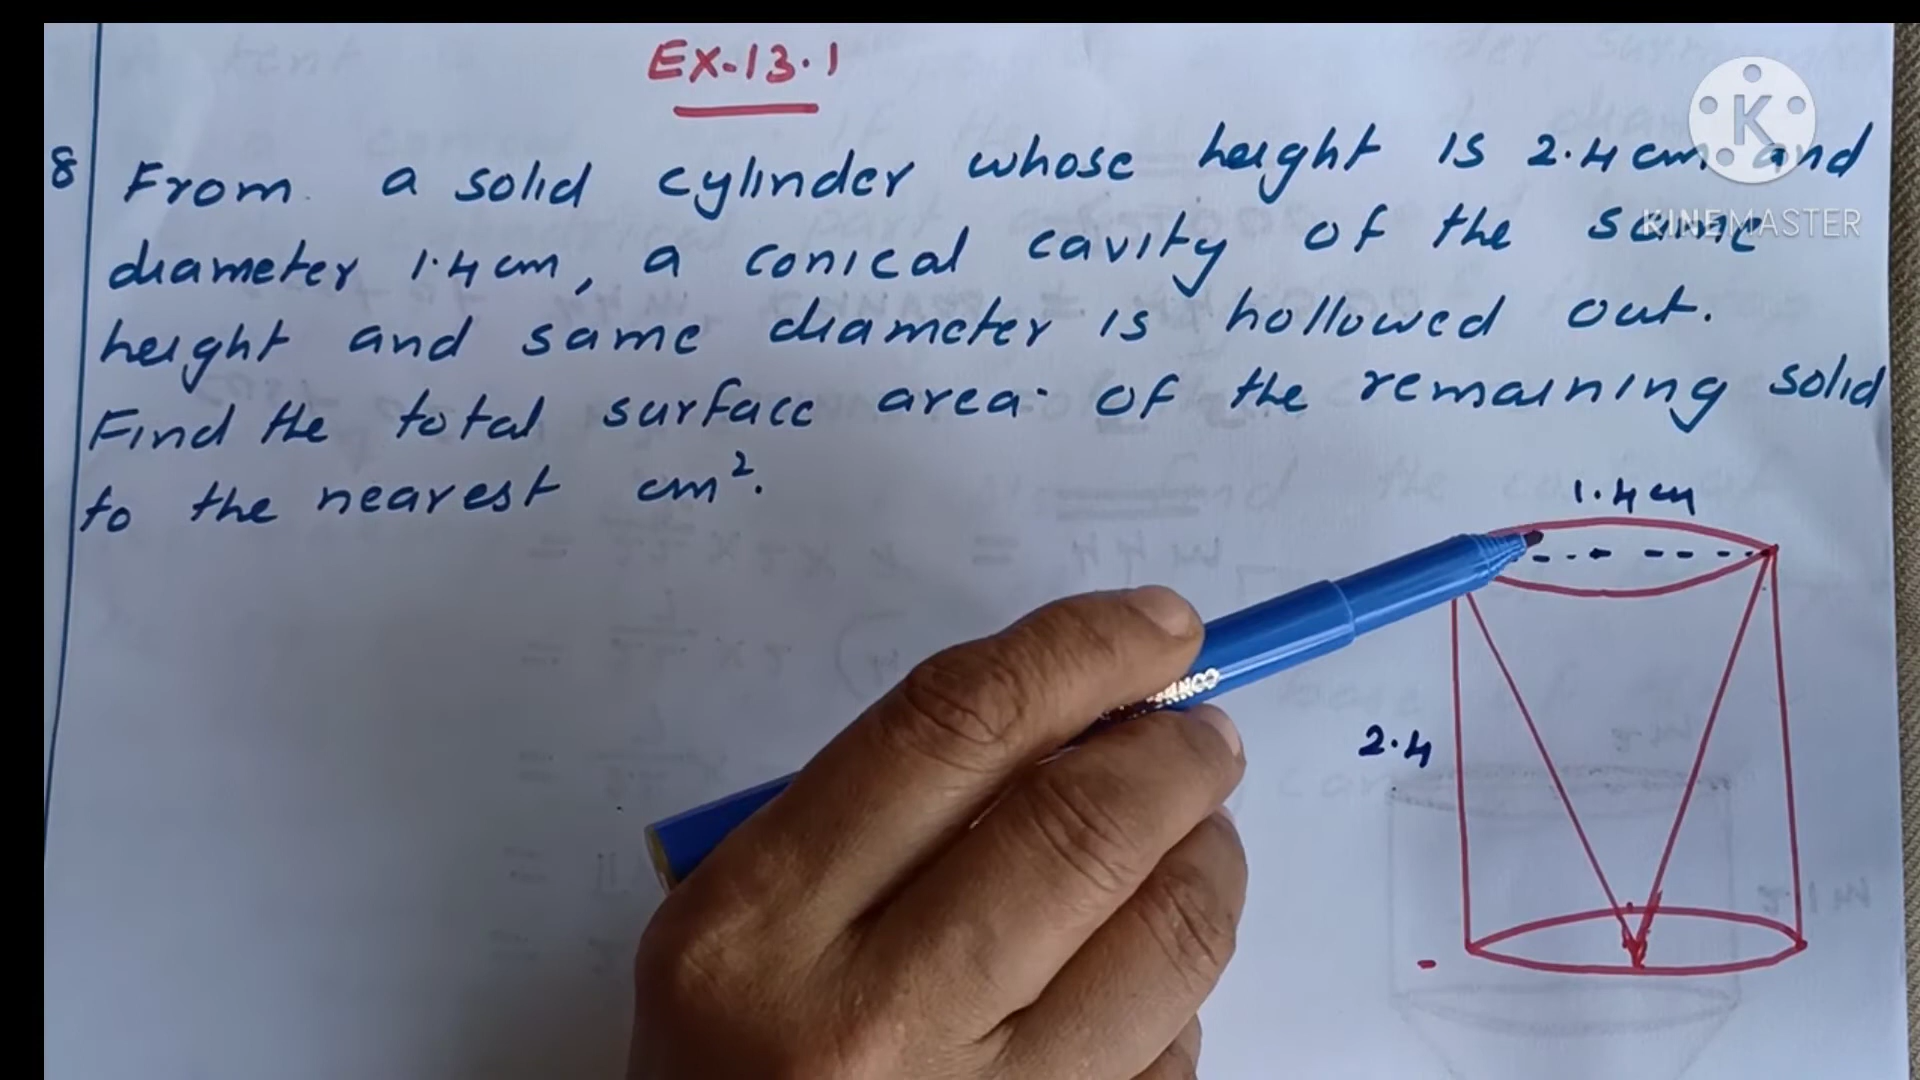 Ex-13.1
8 From a solid cylinder whose height is 2.4 cm and
diameter 1.4 cm, a conical cavity of the same
height and same diameter is hollowed out.
Find the total surface area of the remaining solid
to the nearest cm².
1.4 cm
2.4
K
KINEMASTER